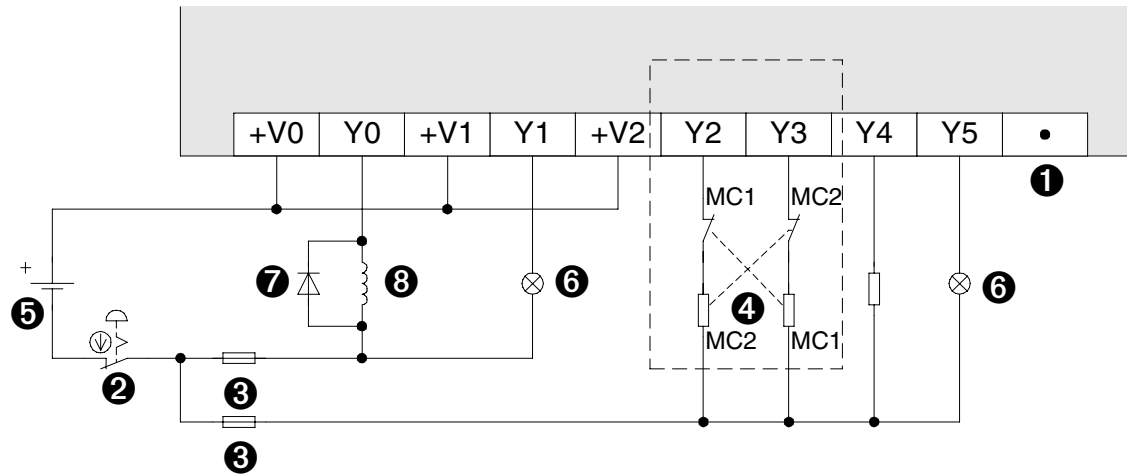 +V0 Y0 +V1 Y1 +V2 Y2 Y3 Y4 Y5 •
❶
MC1 MC2
+
❼ ❽ ❻ ❻
❺ ❹
MC2 MC1
❷ ❸
❸